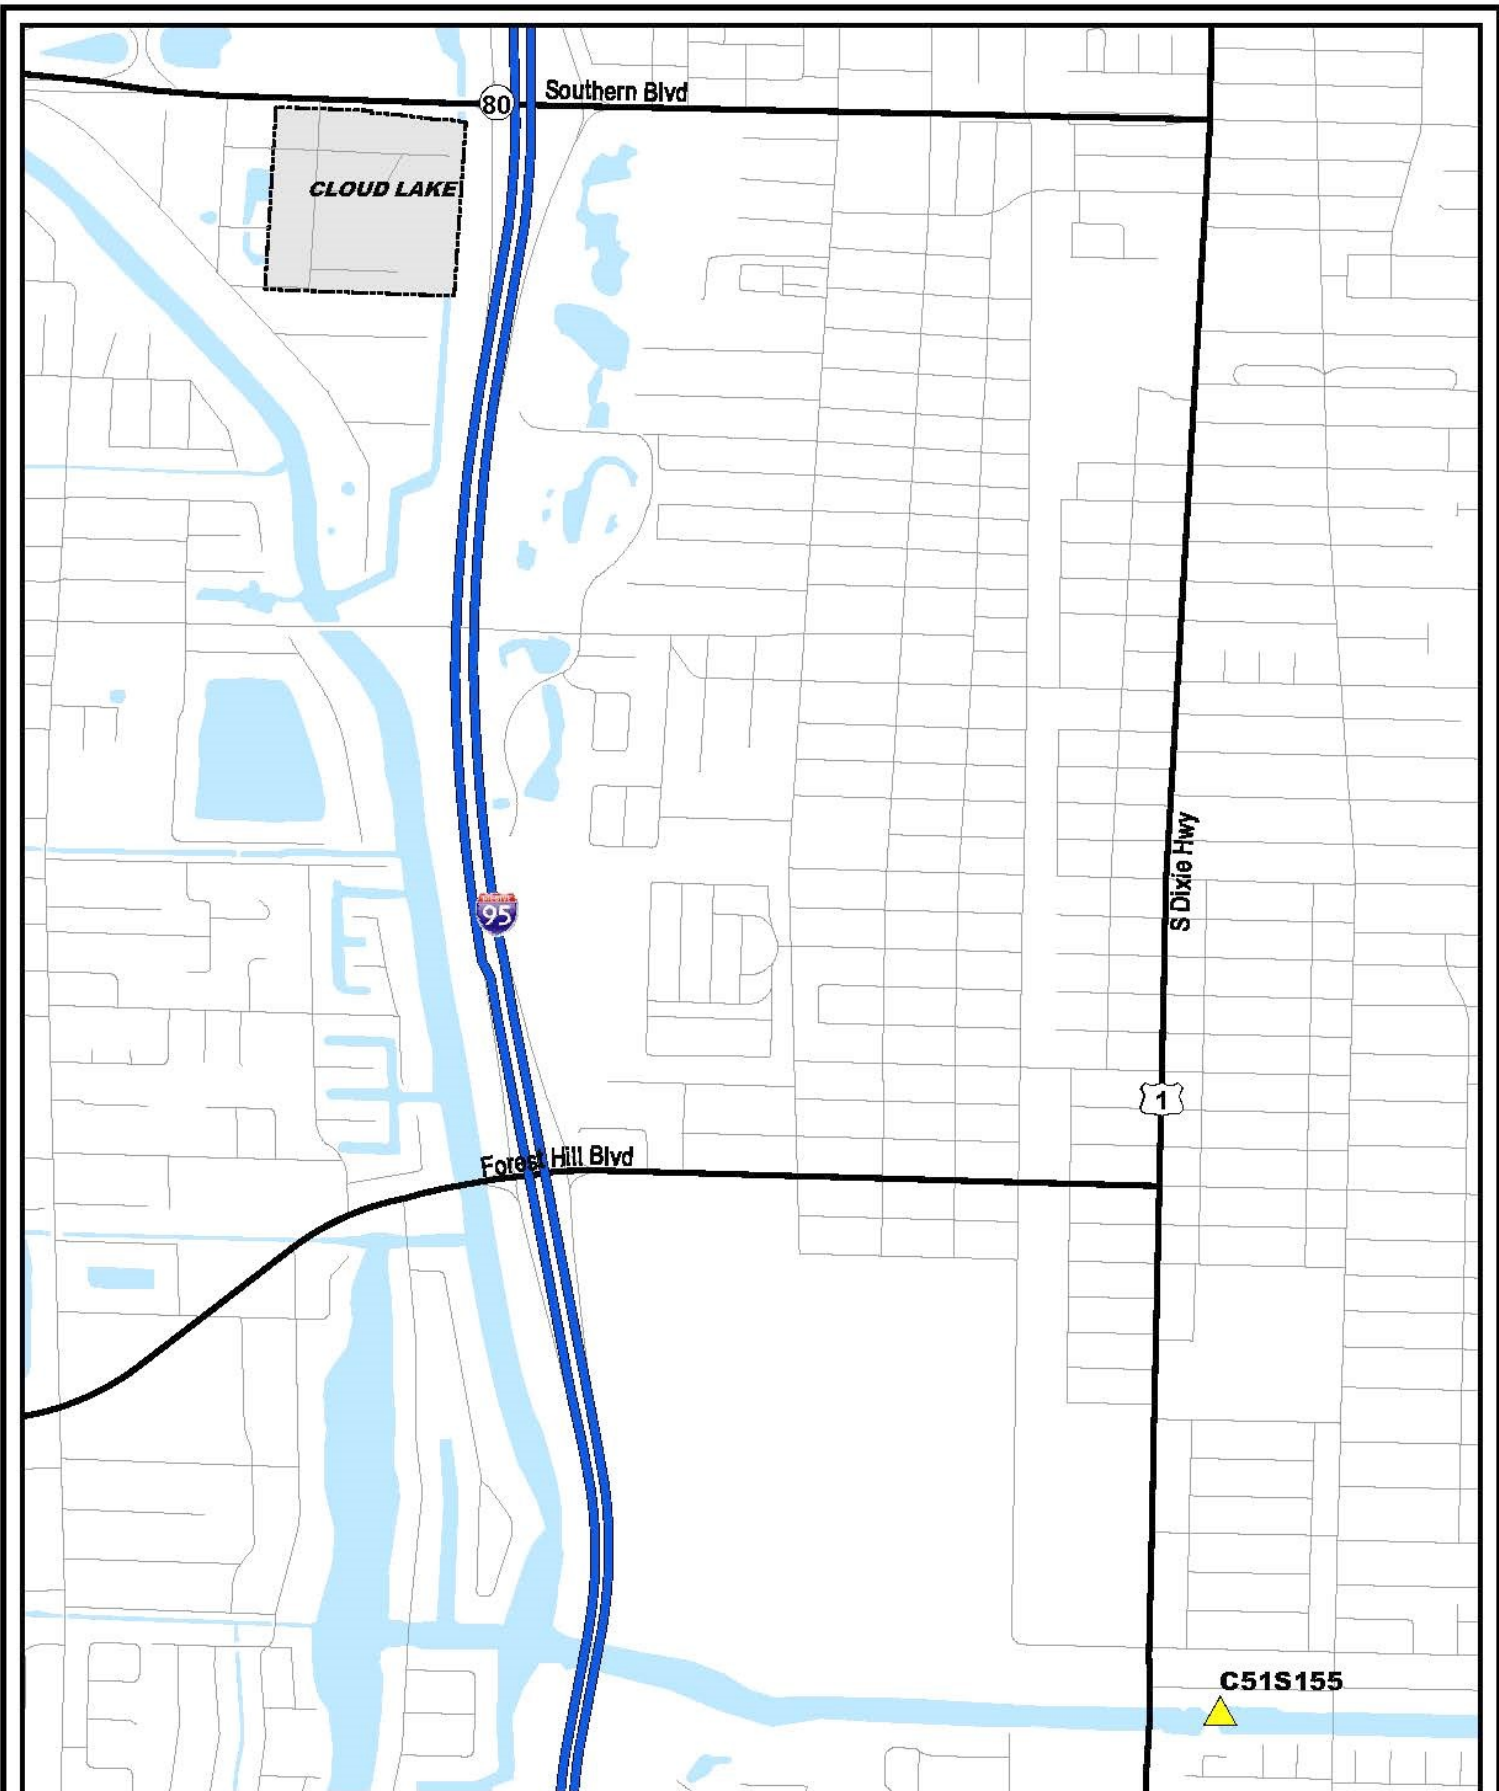 80
Southern Blvd
CLOUD LAKE
S Dixie Hwy
95
1
Forest Hill Blvd
C51S155